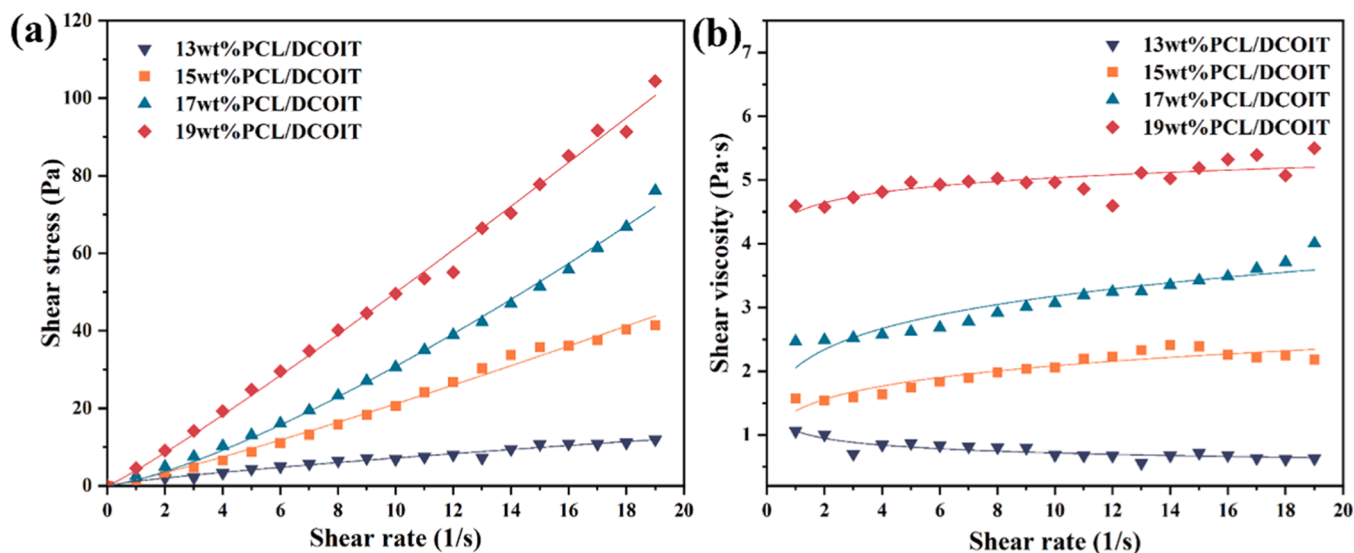 (a)
120
100
80
60
40
20
0
Shear stress (Pa)
13wt%PCL/DCOIT
15wt%PCL/DCOIT
17wt%PCL/DCOIT
19wt%PCL/DCOIT
0 2 4 6 8 10 12 14 16 18 20
Shear rate (1/s)
(b)
7
6
5
4
3
2
1
0
Shear viscosity (Pa·s)
13wt%PCL/DCOIT
15wt%PCL/DCOIT
17wt%PCL/DCOIT
19wt%PCL/DCOIT
0 2 4 6 8 10 12 14 16 18 20
Shear rate (1/s)